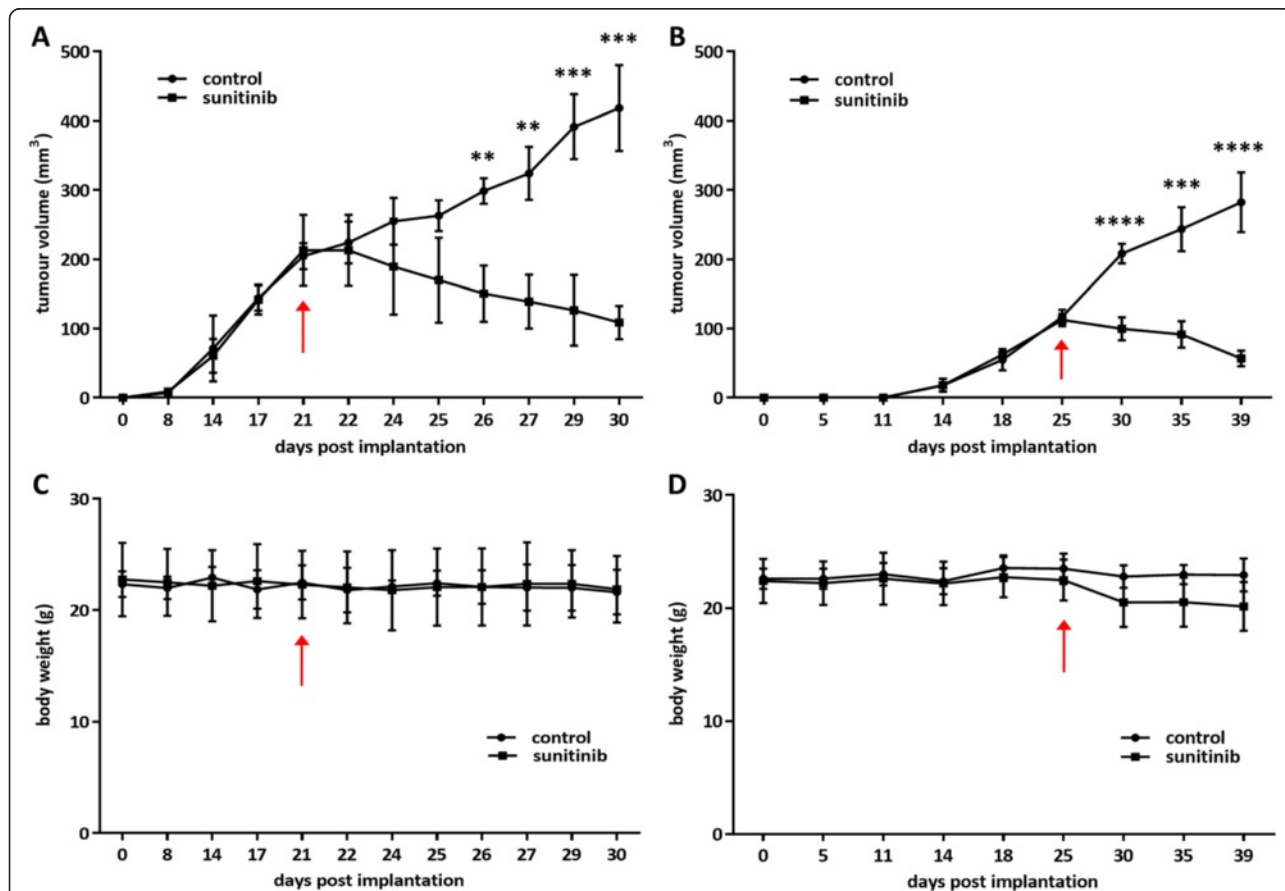 A
500
400
300
200
100
0
tumour volume (mm³)
control
sunitinib
**
**
***
***
0 8 14 17 21 22 24 25 26 27 29 30
days post implantation
B
500
400
300
200
100
0
tumour volume (mm³)
control
sunitinib
****
***
****
0 5 11 14 18 25 30 35 39
days post implantation
C
30
20
10
0
body weight (g)
control
sunitinib
0 8 14 17 21 22 24 25 26 27 29 30
days post implantation
D
30
20
10
0
body weight (g)
control
sunitinib
0 5 11 14 18 25 30 35 39
days post implantation